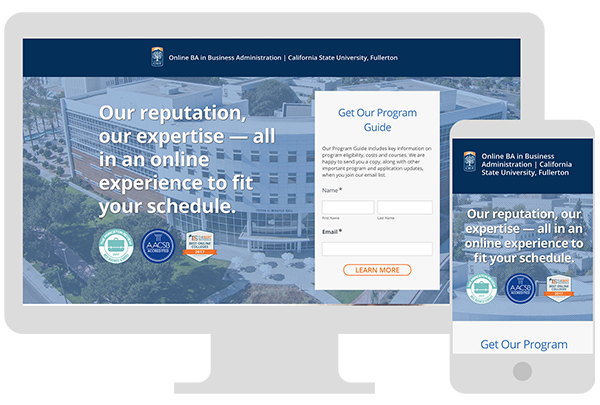 Online BA in Business Administration | California State University, Fullerton
Our reputation,
our expertise — all
in an online
experience to fit
your schedule.
AACSB
ACCREDITED
BEST ONLINE
COLLEGES
2017
Get Our Program
Guide
Our Program Guide includes key information on
program eligibility, costs and courses. We are
happy to send you a copy, along with other
important program and application updates,
when you join our email list.
Name *
First Name
Last Name
Email *
LEARN MORE
Online BA in Business
Administration | California
State University, Fullerton
Our reputation, our
expertise — all in an
online experience to
fit your schedule.
AACSB
ACCREDITED
BEST ONLINE
COLLEGES
2017
Get Our Program